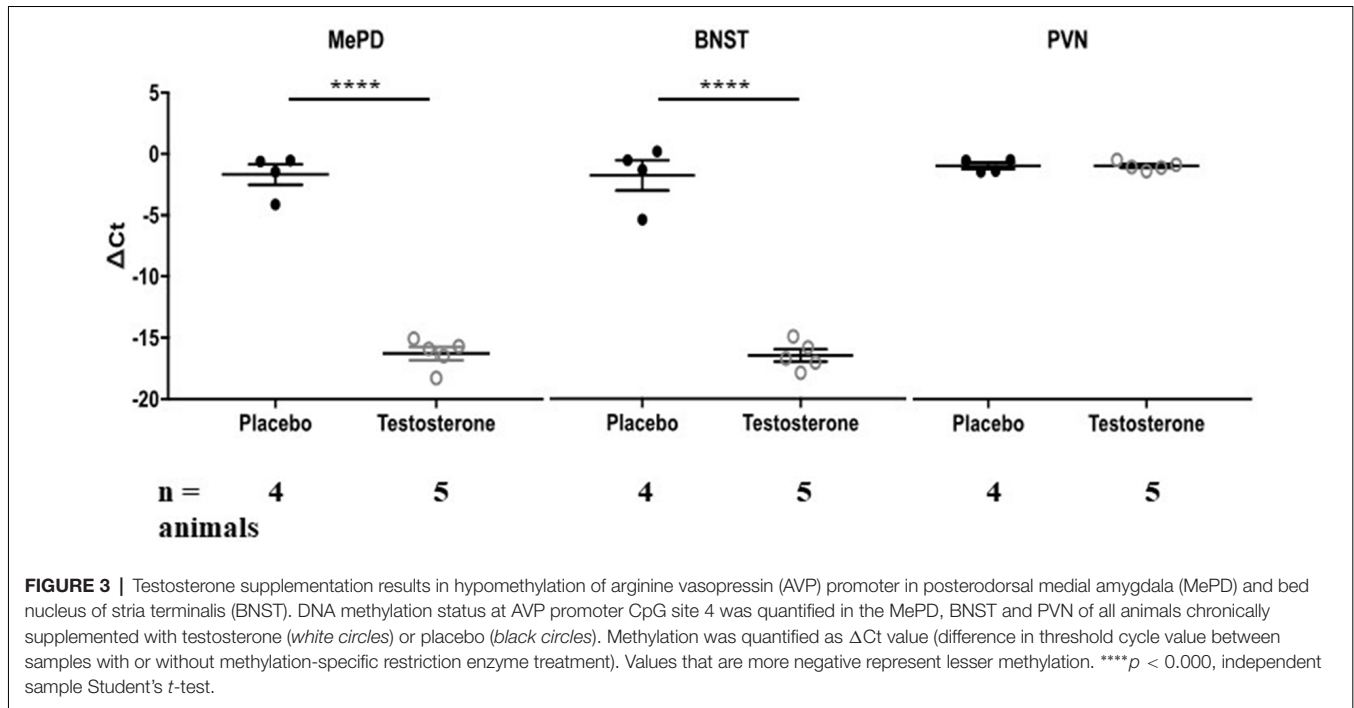 MePD BNST PVN
**** ****
5
0
-5
-10
-15
-20
ΔCt
Placebo Testosterone Placebo Testosterone Placebo Testosterone
n = 4 5 4 5 4 5
animals
FIGURE 3 | Testosterone supplementation results in hypomethylation of arginine vasopressin (AVP) promoter in posterodorsal medial amygdala (MePD) and bed
nucleus of stria terminalis (BNST). DNA methylation status at AVP promoter CpG site 4 was quantified in the MePD, BNST and PVN of all animals chronically
supplemented with testosterone (white circles) or placebo (black circles). Methylation was quantified as ΔCt value (difference in threshold cycle value between
samples with or without methylation-specific restriction enzyme treatment). Values that are more negative represent lesser methylation. ****p < 0.000, independent
sample Student's t-test.